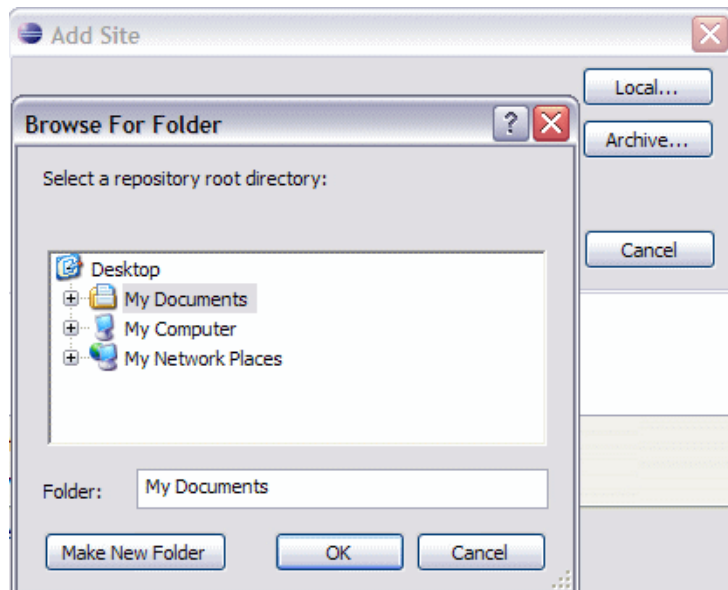 Add Site
Local...
Browse For Folder
Archive...
Select a repository root directory:
Cancel
Desktop
My Documents
My Computer
My Network Places
Folder: My Documents
Make New Folder OK Cancel